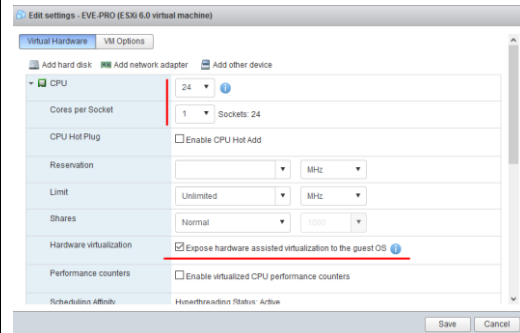 Edit settings - EVE-PRO (ESXi 6.0 virtual machine)
Virtual Hardware VM Options
Add hard disk Add network adapter Add other device
CPU 24
Cores per Socket 1 Sockets: 24
CPU Hot Plug Enable CPU Hot Add
Reservation MHz
Limit Unlimited MHz
Shares Normal 1000
Hardware virtualization Expose hardware assisted virtualization to the guest OS
Performance counters Enable virtualized CPU performance counters
Scheduling Affinity Hyperthreading Status: Active
Save Cancel